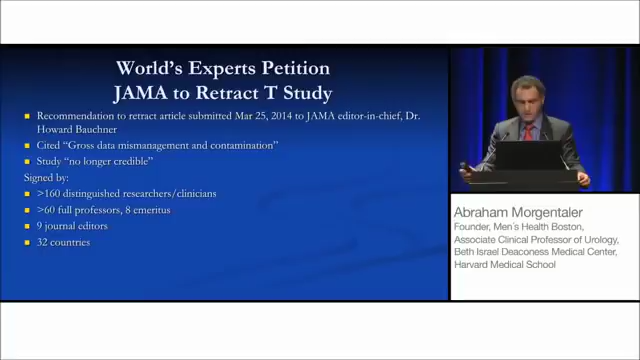 World's Experts Petition
JAMA to Retract T Study
Recommendation to retract article submitted Mar 25, 2014 to JAMA editor-in-chief, Dr.
Howard Bauchner
Cited "Gross data mismanagement and contamination"
Study "no longer credible"
Signed by:
>160 distinguished researchers/clinicians
>60 full professors, 8 emeritus
9 journal editors
32 countries
Abraham Morgentaler
Founder, Men´s Health Boston,
Associate Clinical Professor of Urology,
Beth Israel Deaconess Medical Center,
Harvard Medical School